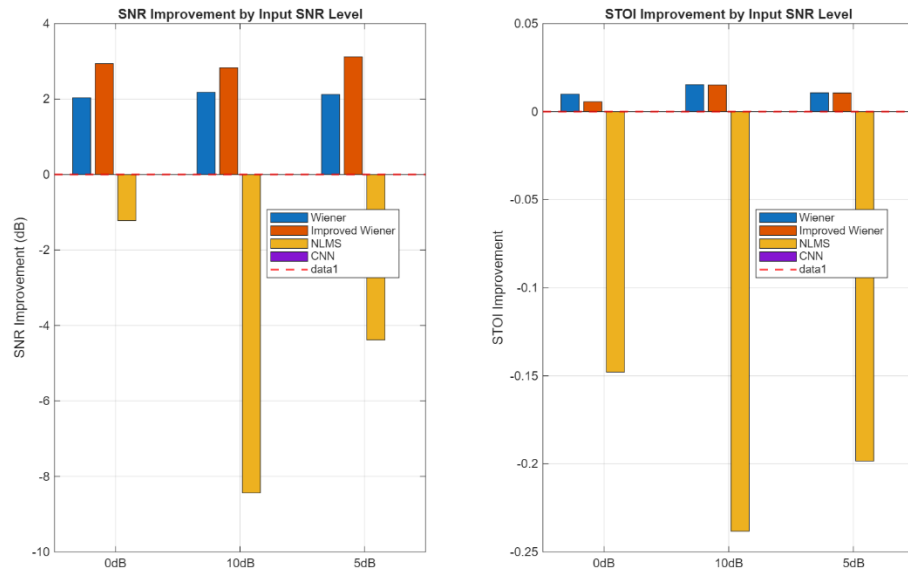 SNR Improvement by Input SNR Level
4
2
0
-2
-4
-6
-8
-10
SNR Improvement (dB)
0dB
10dB
5dB
Wiener
Improved Wiener
NLMS
CNN
data1
STOI Improvement by Input SNR Level
0.05
0
-0.05
-0.1
-0.15
-0.2
-0.25
STOI Improvement
0dB
10dB
5dB
Wiener
Improved Wiener
NLMS
CNN
data1